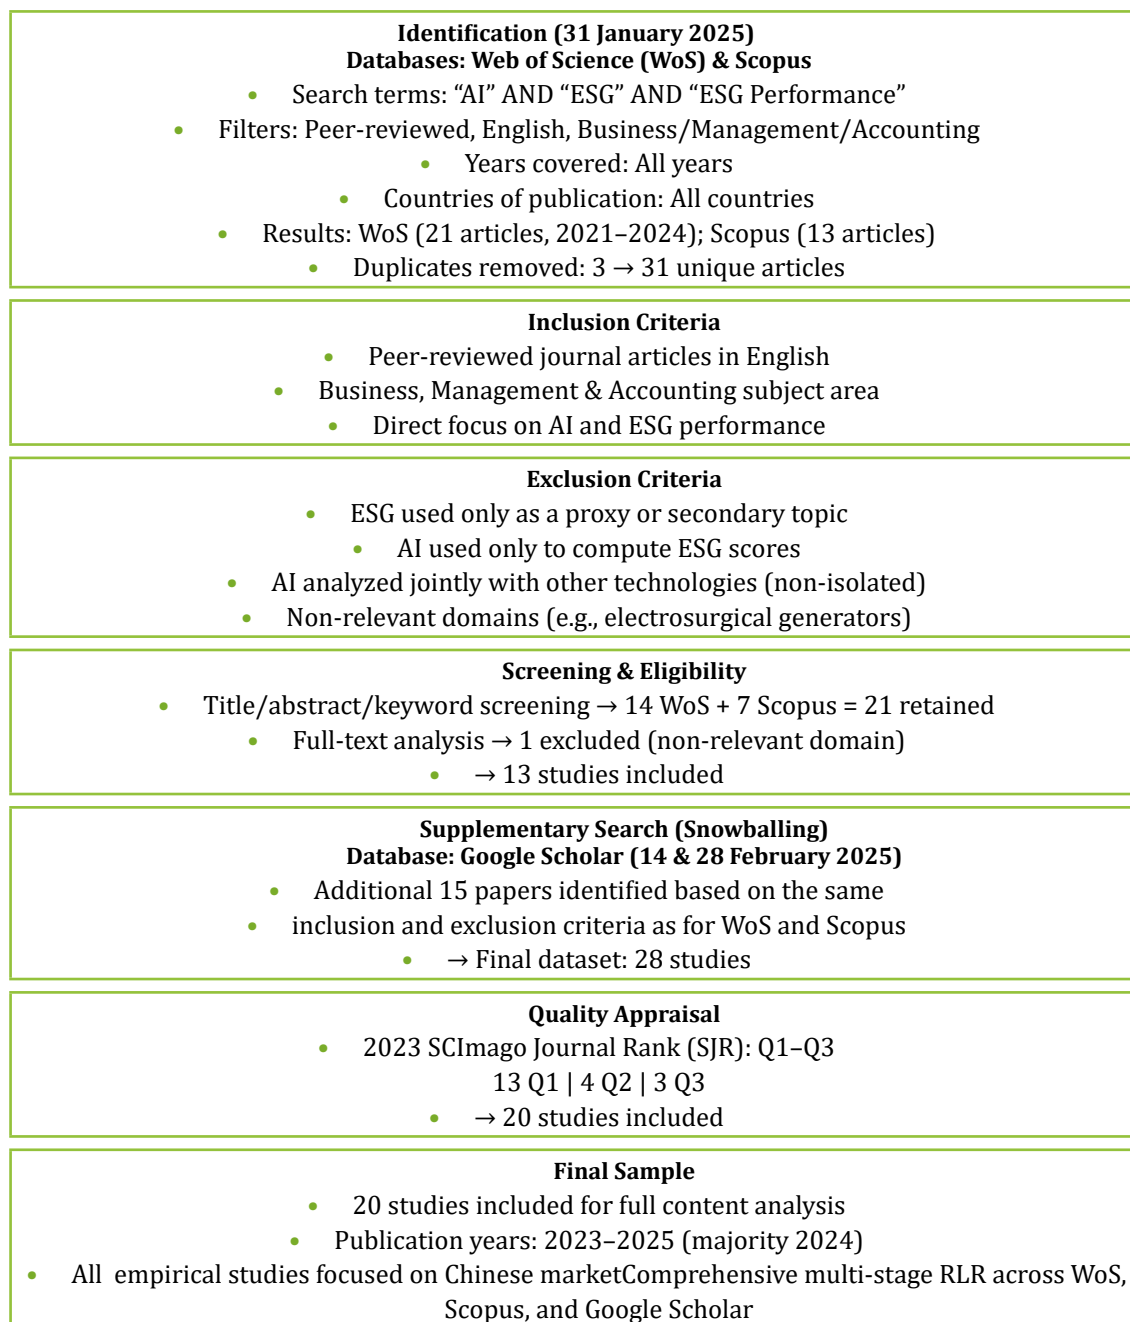 Identification (31 January 2025)
Databases: Web of Science (WoS) & Scopus
• Search terms: “AI” AND “ESG” AND “ESG Performance”
• Filters: Peer-reviewed, English, Business/Management/Accounting
• Years covered: All years
• Countries of publication: All countries
• Results: WoS (21 articles, 2021–2024); Scopus (13 articles)
• Duplicates removed: 3 → 31 unique articles
Inclusion Criteria
• Peer-reviewed journal articles in English
• Business, Management & Accounting subject area
• Direct focus on AI and ESG performance
Exclusion Criteria
• ESG used only as a proxy or secondary topic
• AI used only to compute ESG scores
• AI analyzed jointly with other technologies (non-isolated)
• Non-relevant domains (e.g., electrosurgical generators)
Screening & Eligibility
• Title/abstract/keyword screening → 14 WoS + 7 Scopus = 21 retained
• Full-text analysis → 1 excluded (non-relevant domain)
• → 13 studies included
Supplementary Search (Snowballing)
Database: Google Scholar (14 & 28 February 2025)
• Additional 15 papers identified based on the same
• inclusion and exclusion criteria as for WoS and Scopus
• → Final dataset: 28 studies
Quality Appraisal
• 2023 SCImago Journal Rank (SJR): Q1–Q3
13 Q1 | 4 Q2 | 3 Q3
• → 20 studies included
Final Sample
• 20 studies included for full content analysis
• Publication years: 2023–2025 (majority 2024)
• All empirical studies focused on Chinese marketComprehensive multi-stage RLR across WoS,
Scopus, and Google Scholar